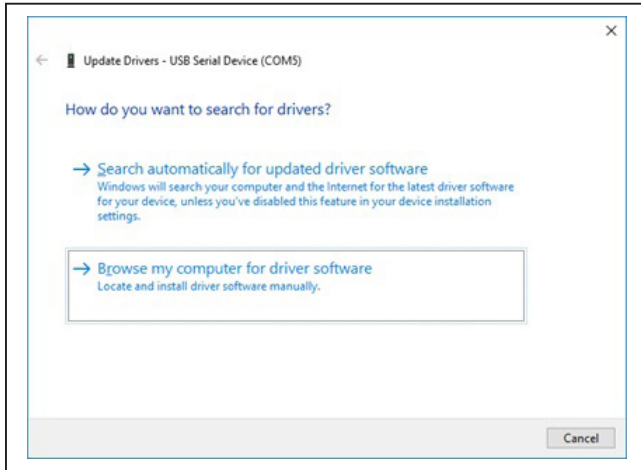 Update Drivers - USB Serial Device (COM5)
How do you want to search for drivers?
Search automatically for updated driver software
Windows will search your computer and the Internet for the latest driver software
for your device, unless you've disabled this feature in your device installation
settings.
Browse my computer for driver software
Locate and install driver software manually.
Cancel